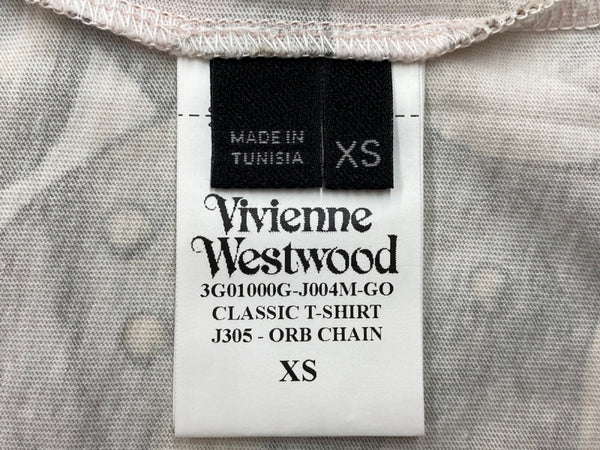 MADE IN
TUNISIA
XS
Vivienne
Westwood
3G01000G-J004M-GO
CLASSIC T-SHIRT
J305 - ORB CHAIN
XS